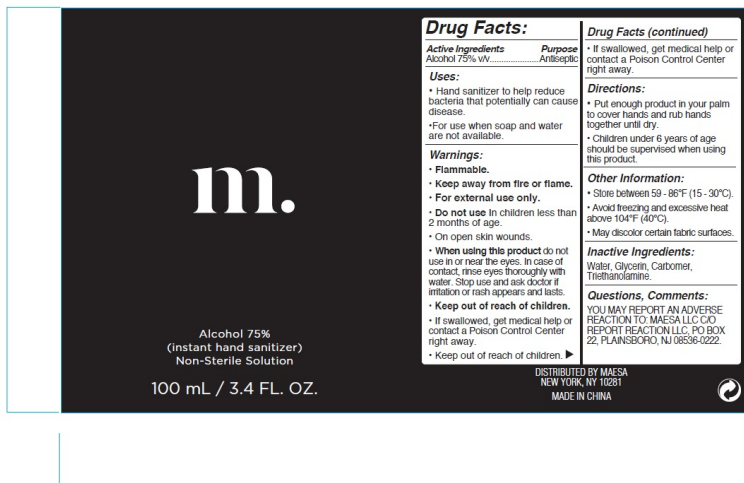 m.
Alcohol 75%
(instant hand sanitizer)
Non-Sterile Solution
100 mL / 3.4 FL. OZ.
Drug Facts:
Active Ingredients Purpose
Alcohol 75% v/v......................Antiseptic
Uses:
• Hand sanitizer to help reduce
bacteria that potentially can cause
disease.
•For use when soap and water
are not available.
Warnings:
• Flammable.
• Keep away from fire or flame.
• For external use only.
• Do not use In children less than
2 months of age.
• On open skin wounds.
• When using this product do not
use in or near the eyes. In case of
contact, rinse eyes thoroughly with
water. Stop use and ask doctor if
irritation or rash appears and lasts.
• Keep out of reach of children.
• If swallowed, get medical help or
contact a Poison Control Center
right away.
• Keep out of reach of children. ▶
Drug Facts (continued)
• If swallowed, get medical help or
contact a Poison Control Center
right away.
Directions:
• Put enough product in your palm
to cover hands and rub hands
together until dry.
• Children under 6 years of age
should be supervised when using
this product.
Other Information:
• Store between 59 - 86°F (15 - 30°C).
• Avoid freezing and excessive heat
above 104°F (40°C).
• May discolor certain fabric surfaces.
Inactive Ingredients:
Water, Glycerin, Carbomer,
Triethanolamine.
Questions, Comments:
YOU MAY REPORT AN ADVERSE
REACTION TO: MAESA LLC C/O
REPORT REACTION LLC, PO BOX
22, PLAINSBORO, NJ 08536-0222.
DISTRIBUTED BY MAESA
NEW YORK, NY 10281
MADE IN CHINA